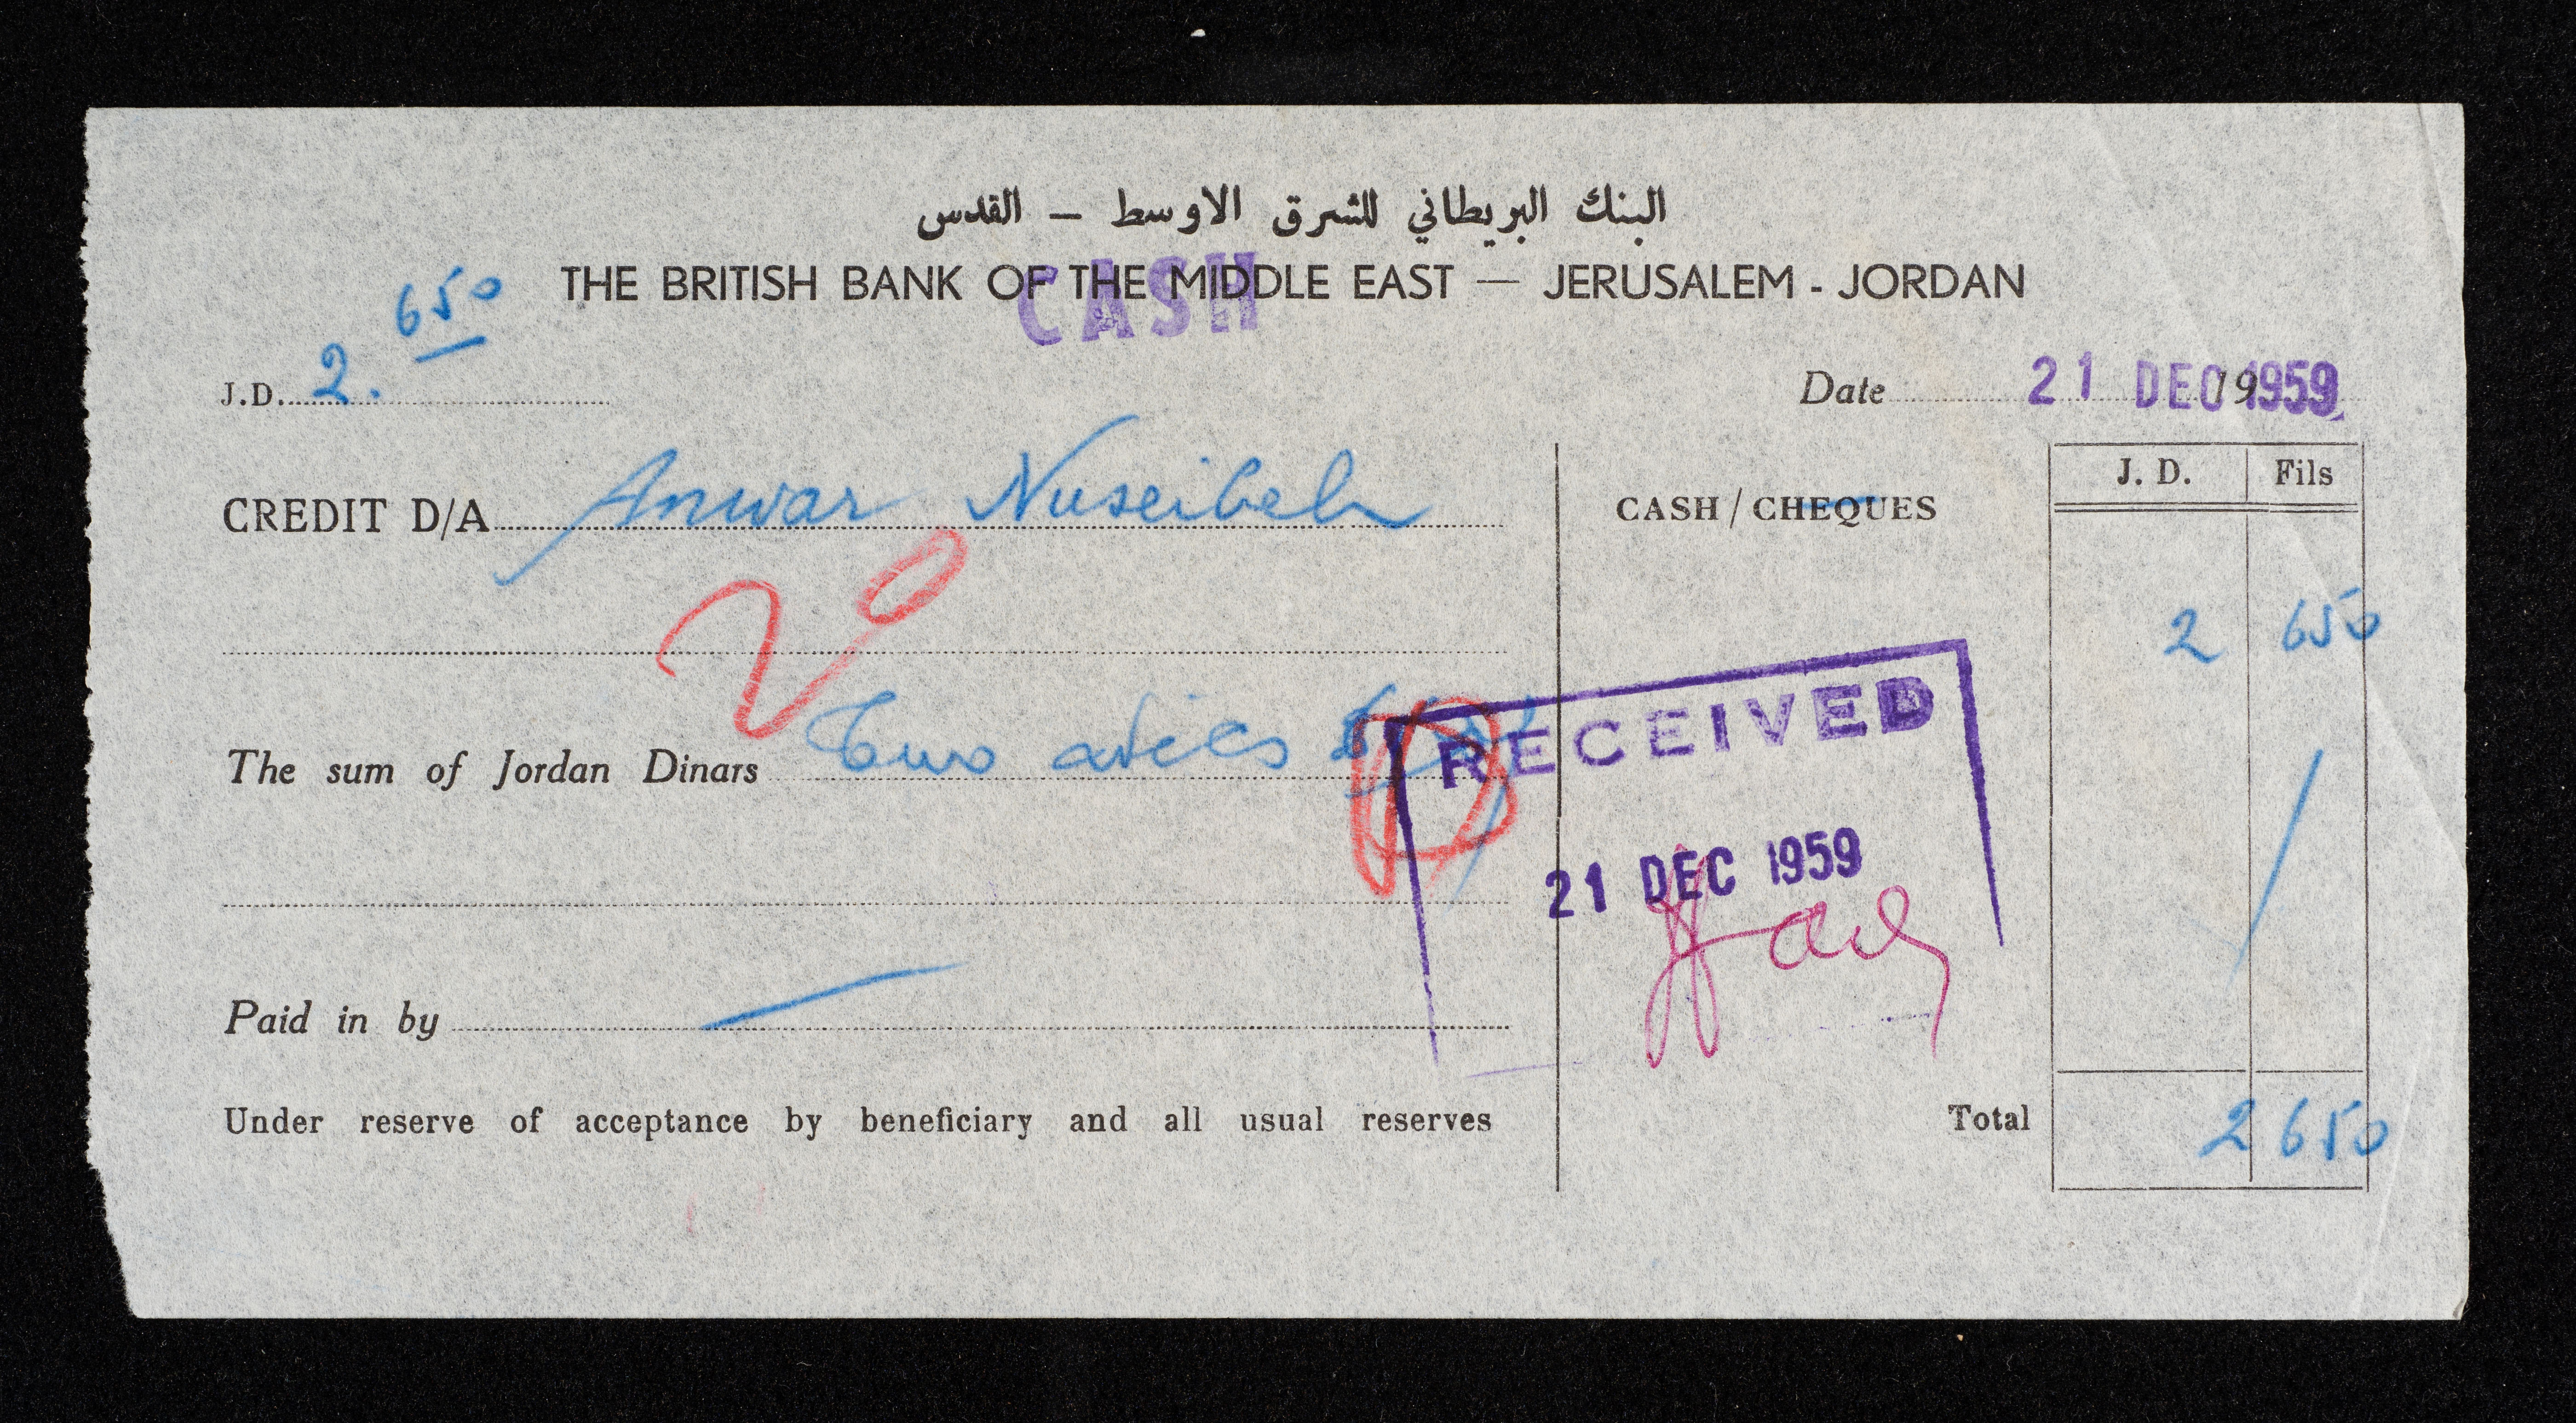 البنك البريطاني للشرق الاوسط — القدس
THE BRITISH BANK OF THE MIDDLE EAST — JERUSALEM - JORDAN
CASH
J.D. 2.650
Date 21 DEC 1959 19
CREDIT D/A Anwar Nuseibeh
CASH / CHEQUES
J. D. Fils
2 650
The sum of Jordan Dinars Two
RECEIVED
21 DEC 1959
Paid in by
Under reserve of acceptance by beneficiary and all usual reserves
Total 2 650